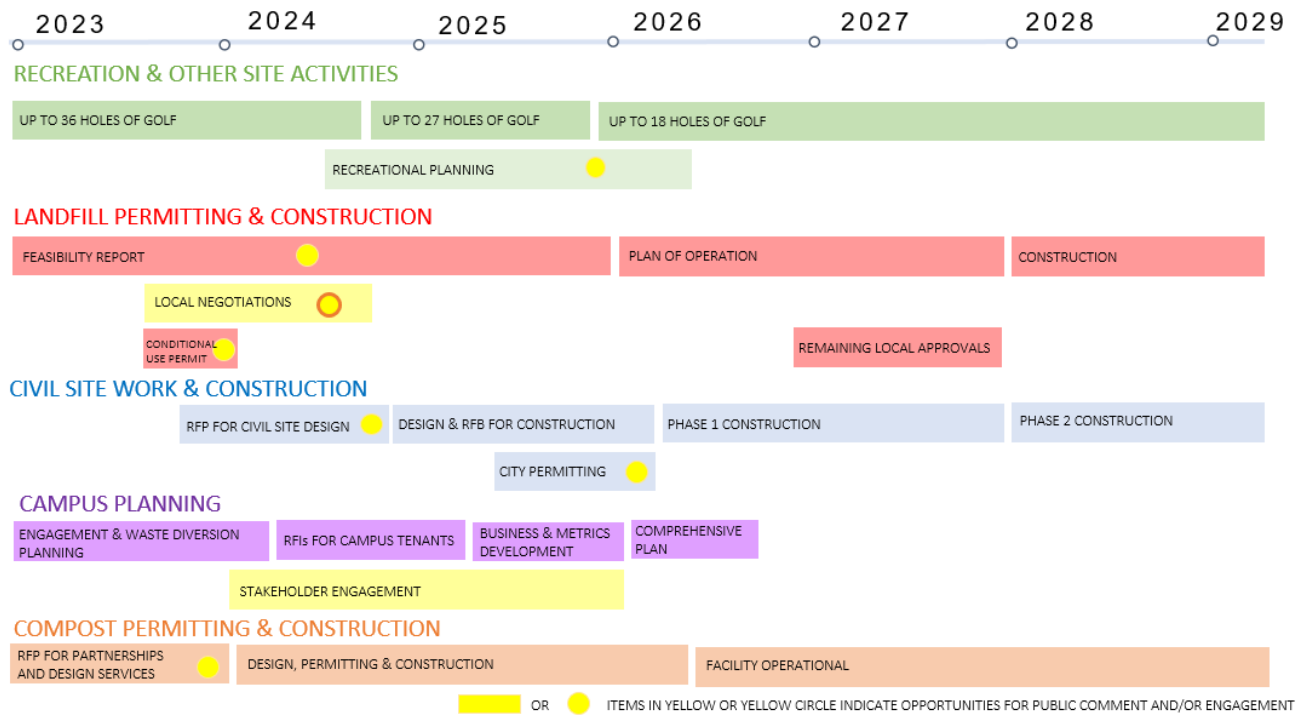 2023 2024 2025 2026 2027 2028 2029
RECREATION & OTHER SITE ACTIVITIES
UP TO 36 HOLES OF GOLF
UP TO 27 HOLES OF GOLF
UP TO 18 HOLES OF GOLF
RECREATIONAL PLANNING
LANDFILL PERMITTING & CONSTRUCTION
FEASIBILITY REPORT
PLAN OF OPERATION
CONSTRUCTION
LOCAL NEGOTIATIONS
CONDITIONAL
USE PERMIT
REMAINING LOCAL APPROVALS
CIVIL SITE WORK & CONSTRUCTION
RFP FOR CIVIL SITE DESIGN
DESIGN & RFB FOR CONSTRUCTION
PHASE 1 CONSTRUCTION
PHASE 2 CONSTRUCTION
CITY PERMITTING
CAMPUS PLANNING
ENGAGEMENT & WASTE DIVERSION
PLANNING
RFIs FOR CAMPUS TENANTS
BUSINESS & METRICS
DEVELOPMENT
COMPREHENSIVE
PLAN
STAKEHOLDER ENGAGEMENT
COMPOST PERMITTING & CONSTRUCTION
RFP FOR PARTNERSHIPS
AND DESIGN SERVICES
DESIGN, PERMITTING & CONSTRUCTION
FACILITY OPERATIONAL
OR ITEMS IN YELLOW OR YELLOW CIRCLE INDICATE OPPORTUNITIES FOR PUBLIC COMMENT AND/OR ENGAGEMENT